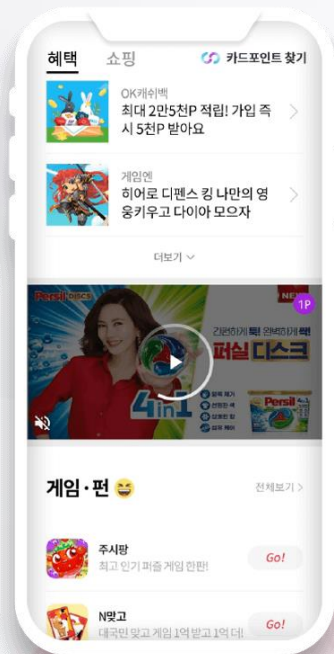 혜택 쇼핑 카드포인트 찾기
OK캐쉬백
최대 2만5천P 적립! 가입 즉
시 5천P 받아요
게임엔
히어로 디펜스 킹 나만의 영
웅키우고 다이아 모으자
더보기
Persil DISCS
NEW
1P
간편하게 톡! 완벽하게 싹!
퍼실 디스크
4in1
Persil
게임·펀 😆
전체보기 >
주시팡
최고 인기 퍼즐 게임 한판!
Go!
N맞고
대국민 맞고 게임 1억 받고 1억 더!
Go!